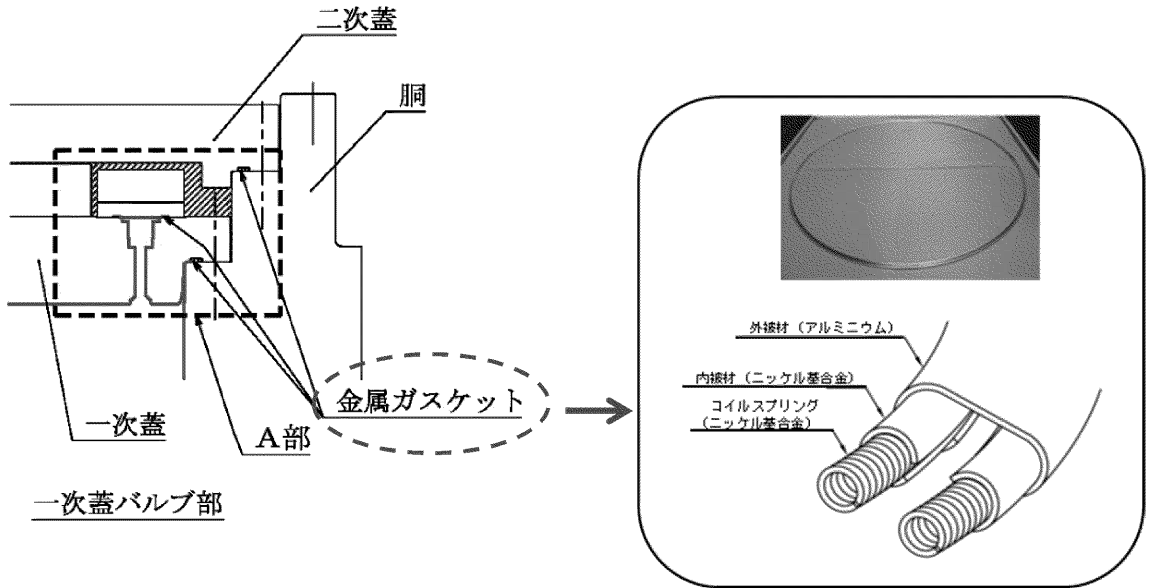 二次蓋
胴
金属ガスケット
一次蓋
A部
一次蓋バルブ部
外被材(アルミニウム)
内被材(ニッケル基合金)
コイルスプリング
(ニッケル基合金)